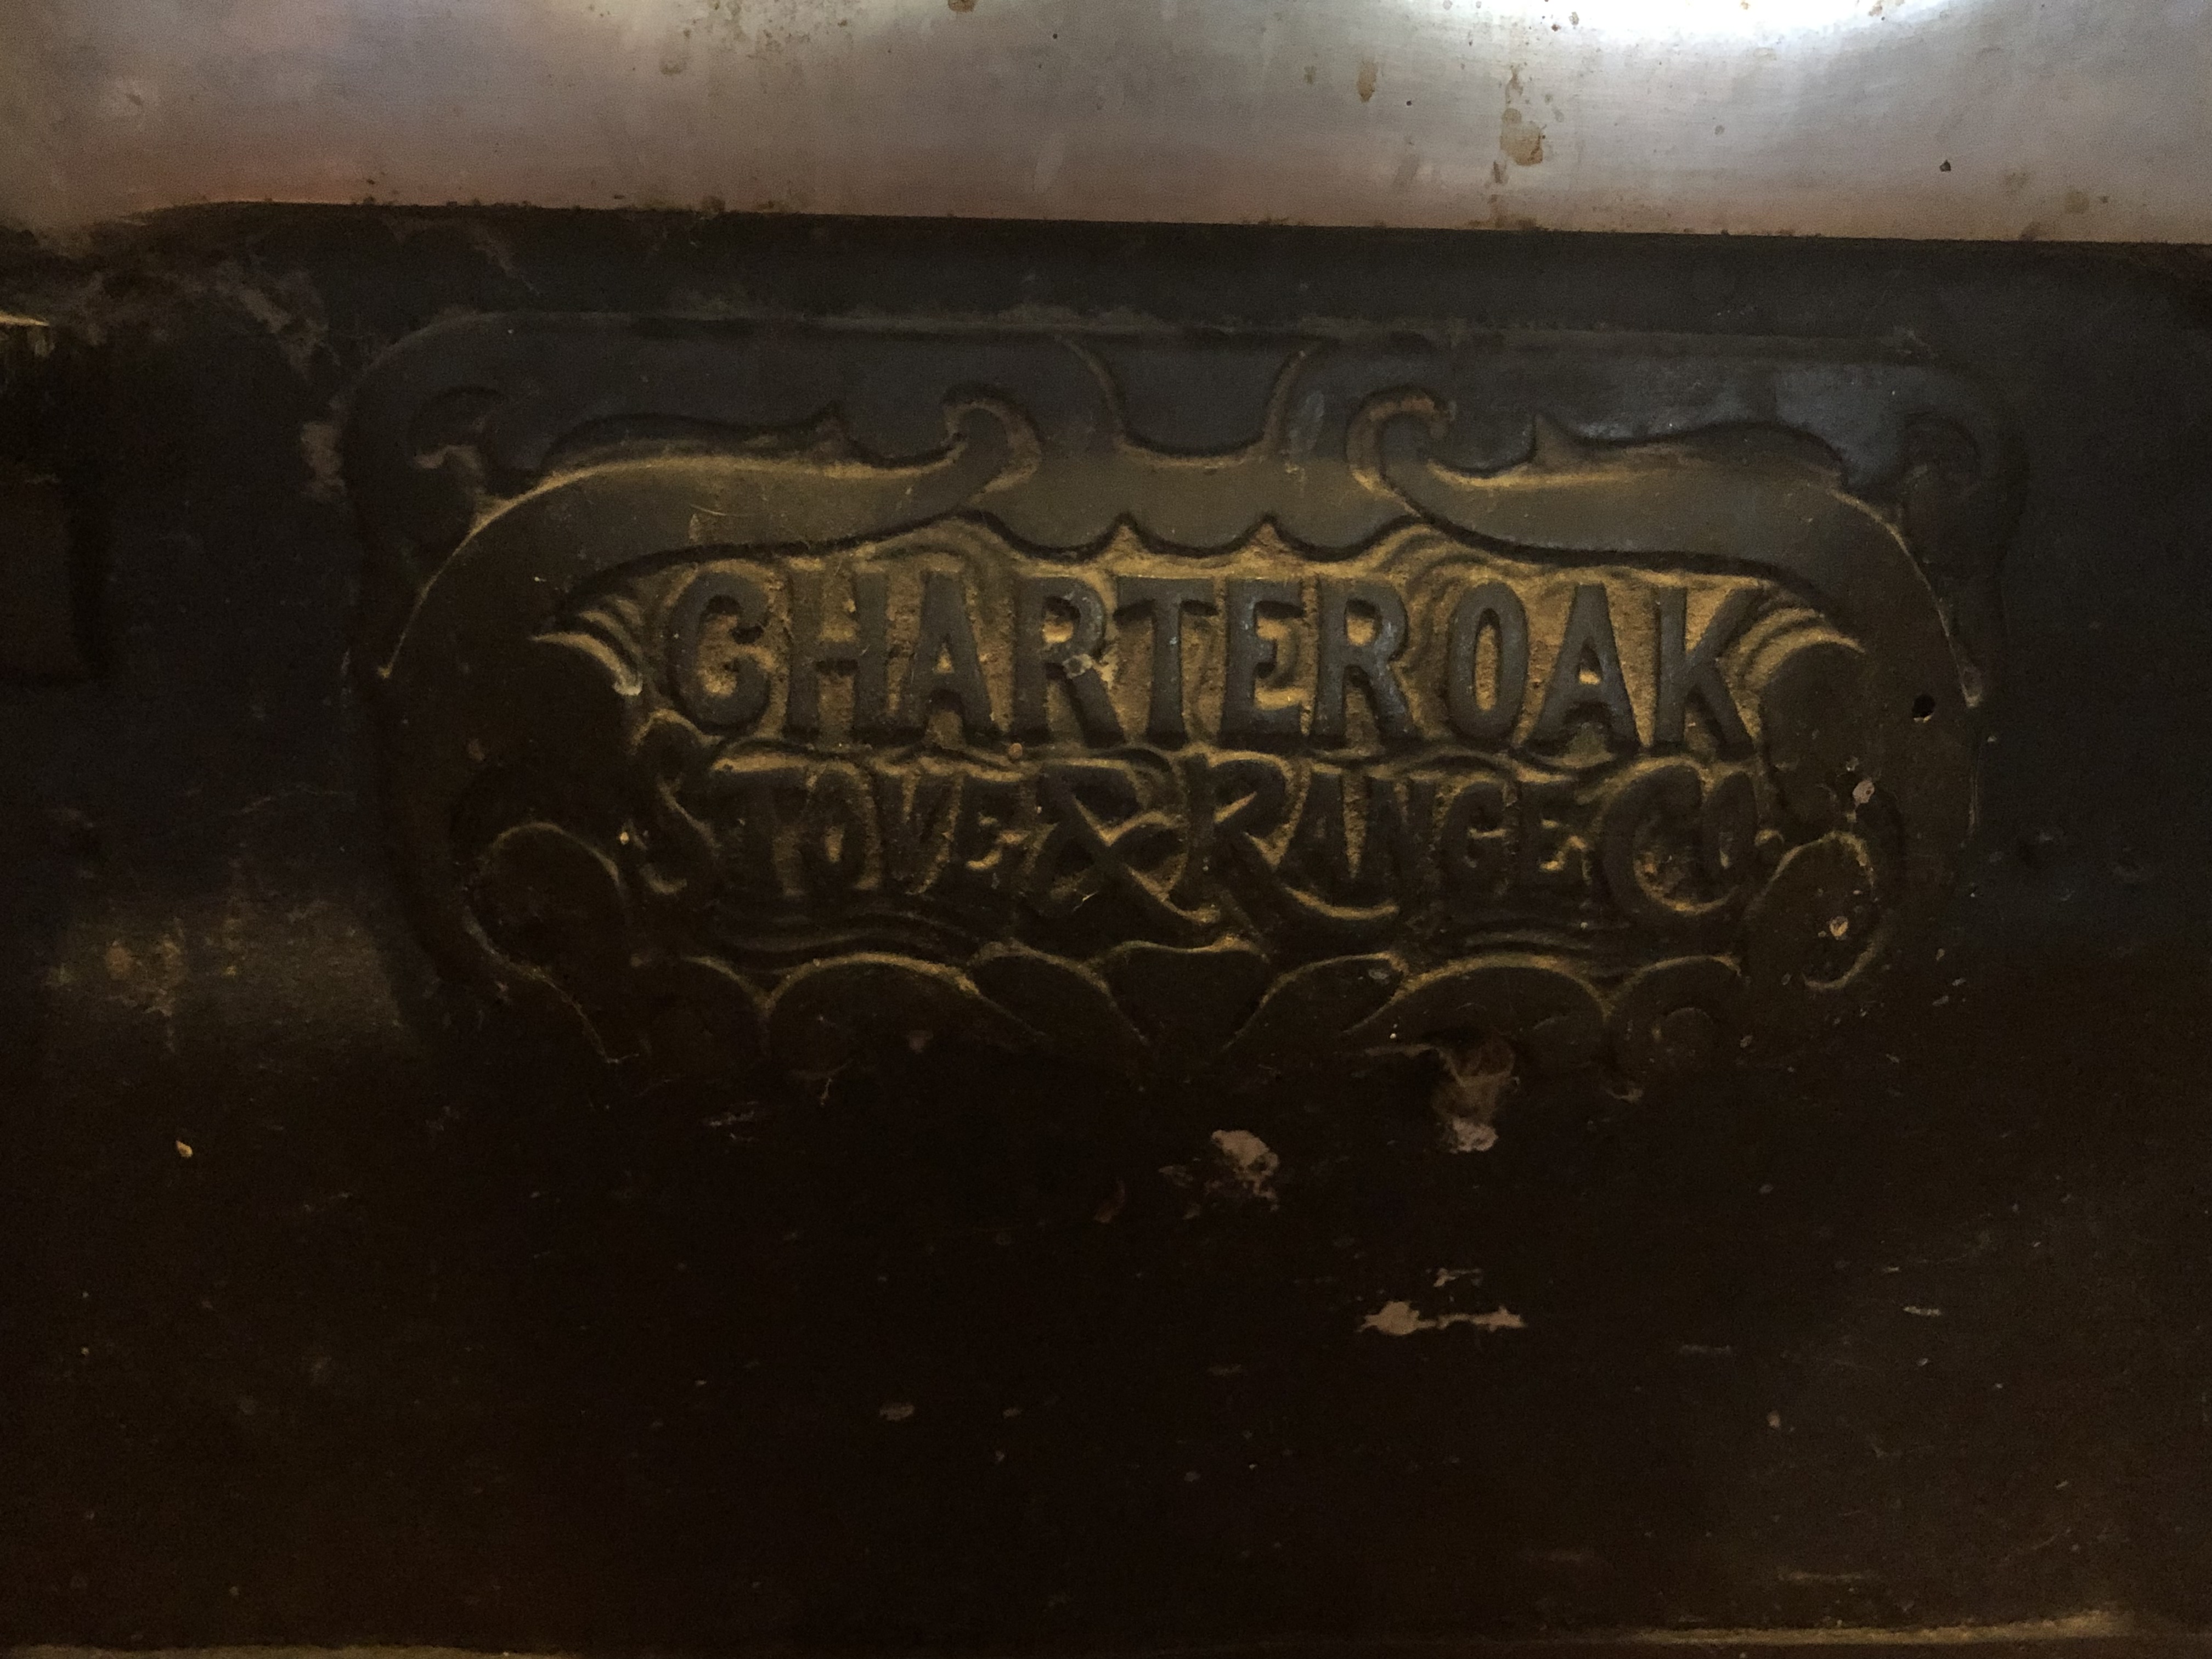 CHARTER OAK
STOVE & RANGE CO.